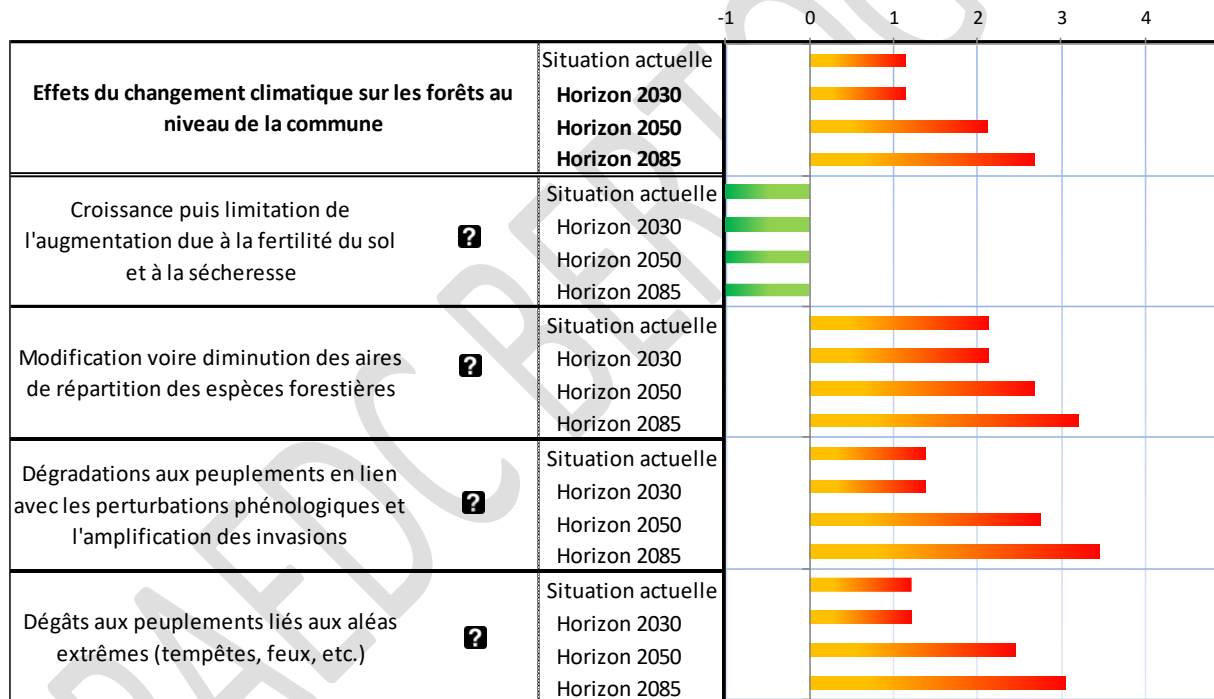 -1 0 1 2 3 4
Effets du changement climatique sur les forêts au
niveau de la commune
Situation actuelle
Horizon 2030
Horizon 2050
Horizon 2085
Croissance puis limitation de
l'augmentation due à la fertilité du sol
et à la sécheresse
?
Situation actuelle
Horizon 2030
Horizon 2050
Horizon 2085
Modification voire diminution des aires
de répartition des espèces forestières
?
Situation actuelle
Horizon 2030
Horizon 2050
Horizon 2085
Dégradations aux peuplements en lien
avec les perturbations phénologiques et
l'amplification des invasions
?
Situation actuelle
Horizon 2030
Horizon 2050
Horizon 2085
Dégâts aux peuplements liés aux aléas
extrêmes (tempêtes, feux, etc.)
?
Situation actuelle
Horizon 2030
Horizon 2050
Horizon 2085
PAEDC BERTO